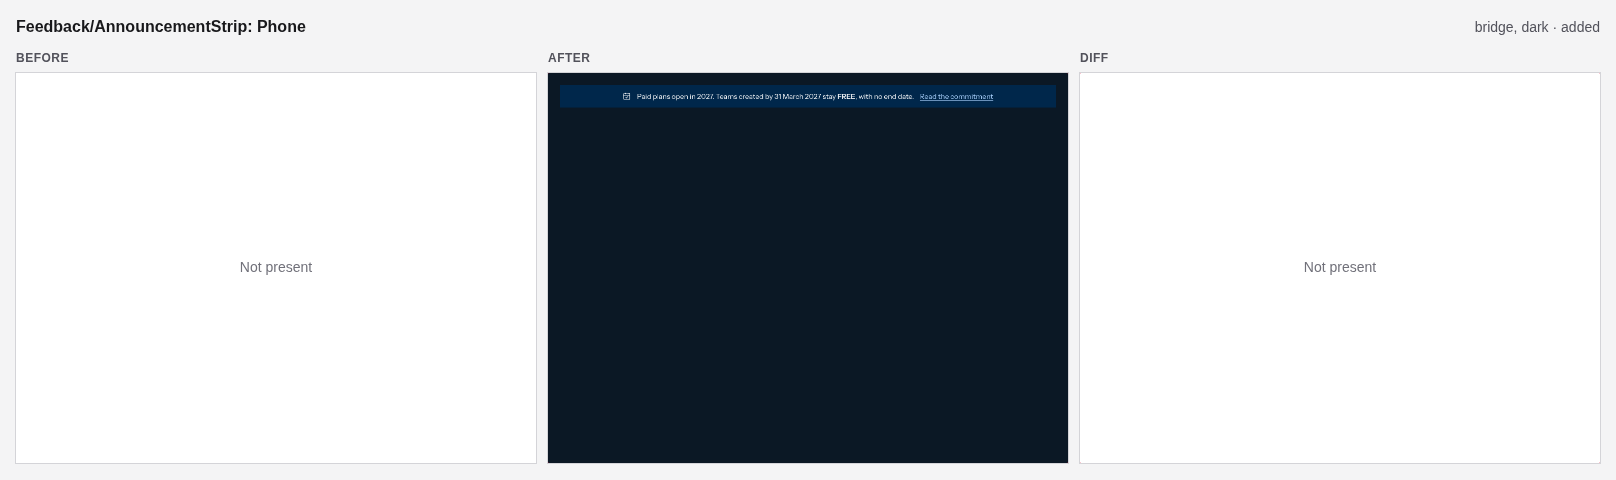 Feedback/AnnouncementStrip: Phone
bridge, dark · added
BEFORE
AFTER
DIFF
Not present
Paid plans open in 2027. Teams created by 31 March 2027 stay FREE, with no end date. Read the commitment
Not present